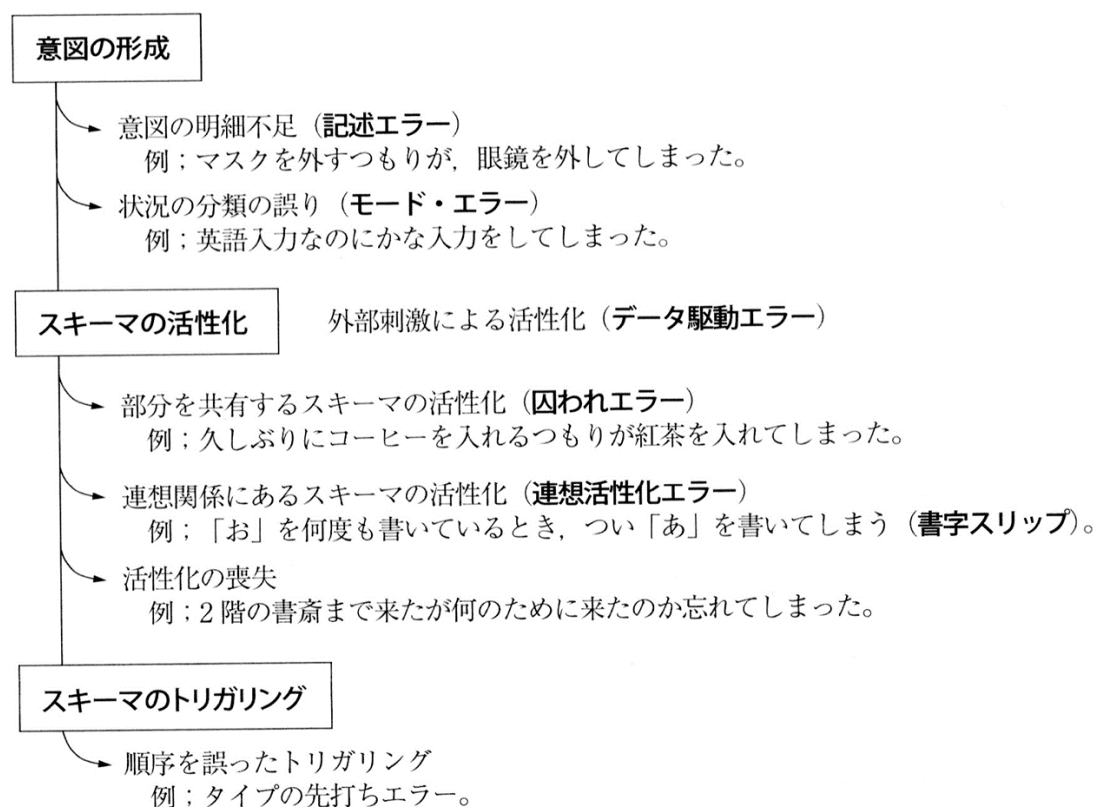 意図の形成
意図の明細不足（記述エラー）
例；マスクを外すつもりが，眼鏡を外してしまった。
状況の分類の誤り（モード・エラー）
例；英語入力なのにかな入力をしてしまった。
スキーマの活性化
外部刺激による活性化（データ駆動エラー）
部分を共有するスキーマの活性化（囚われエラー）
例；久しぶりにコーヒーを入れるつもりが紅茶を入れてしまった。
連想関係にあるスキーマの活性化（連想活性化エラー）
例；「お」を何度も書いているとき，つい「あ」を書いてしまう（書字スリップ）。
活性化の喪失
例；2階の書斎まで来たが何のために来たのか忘れてしまった。
スキーマのトリガリング
順序を誤ったトリガリング
例；タイプの先打ちエラー。